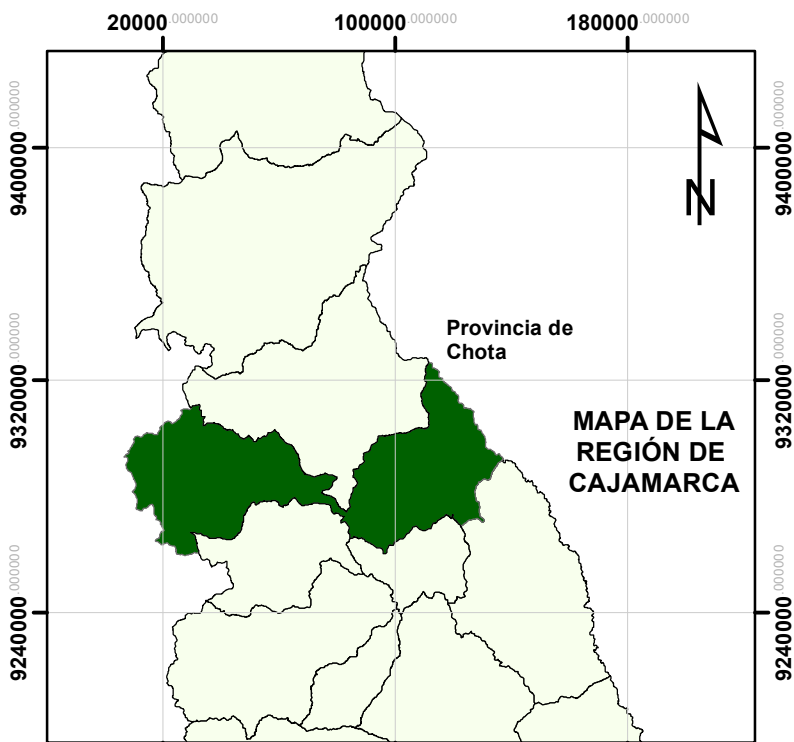 20000.000000 100000.000000 180000.000000
9400000.000000
9400000.000000
N
Provincia de
Chota
9320000.000000
9320000.000000
MAPA DE LA
REGIÓN DE
CAJAMARCA
9240000.000000
9240000.000000